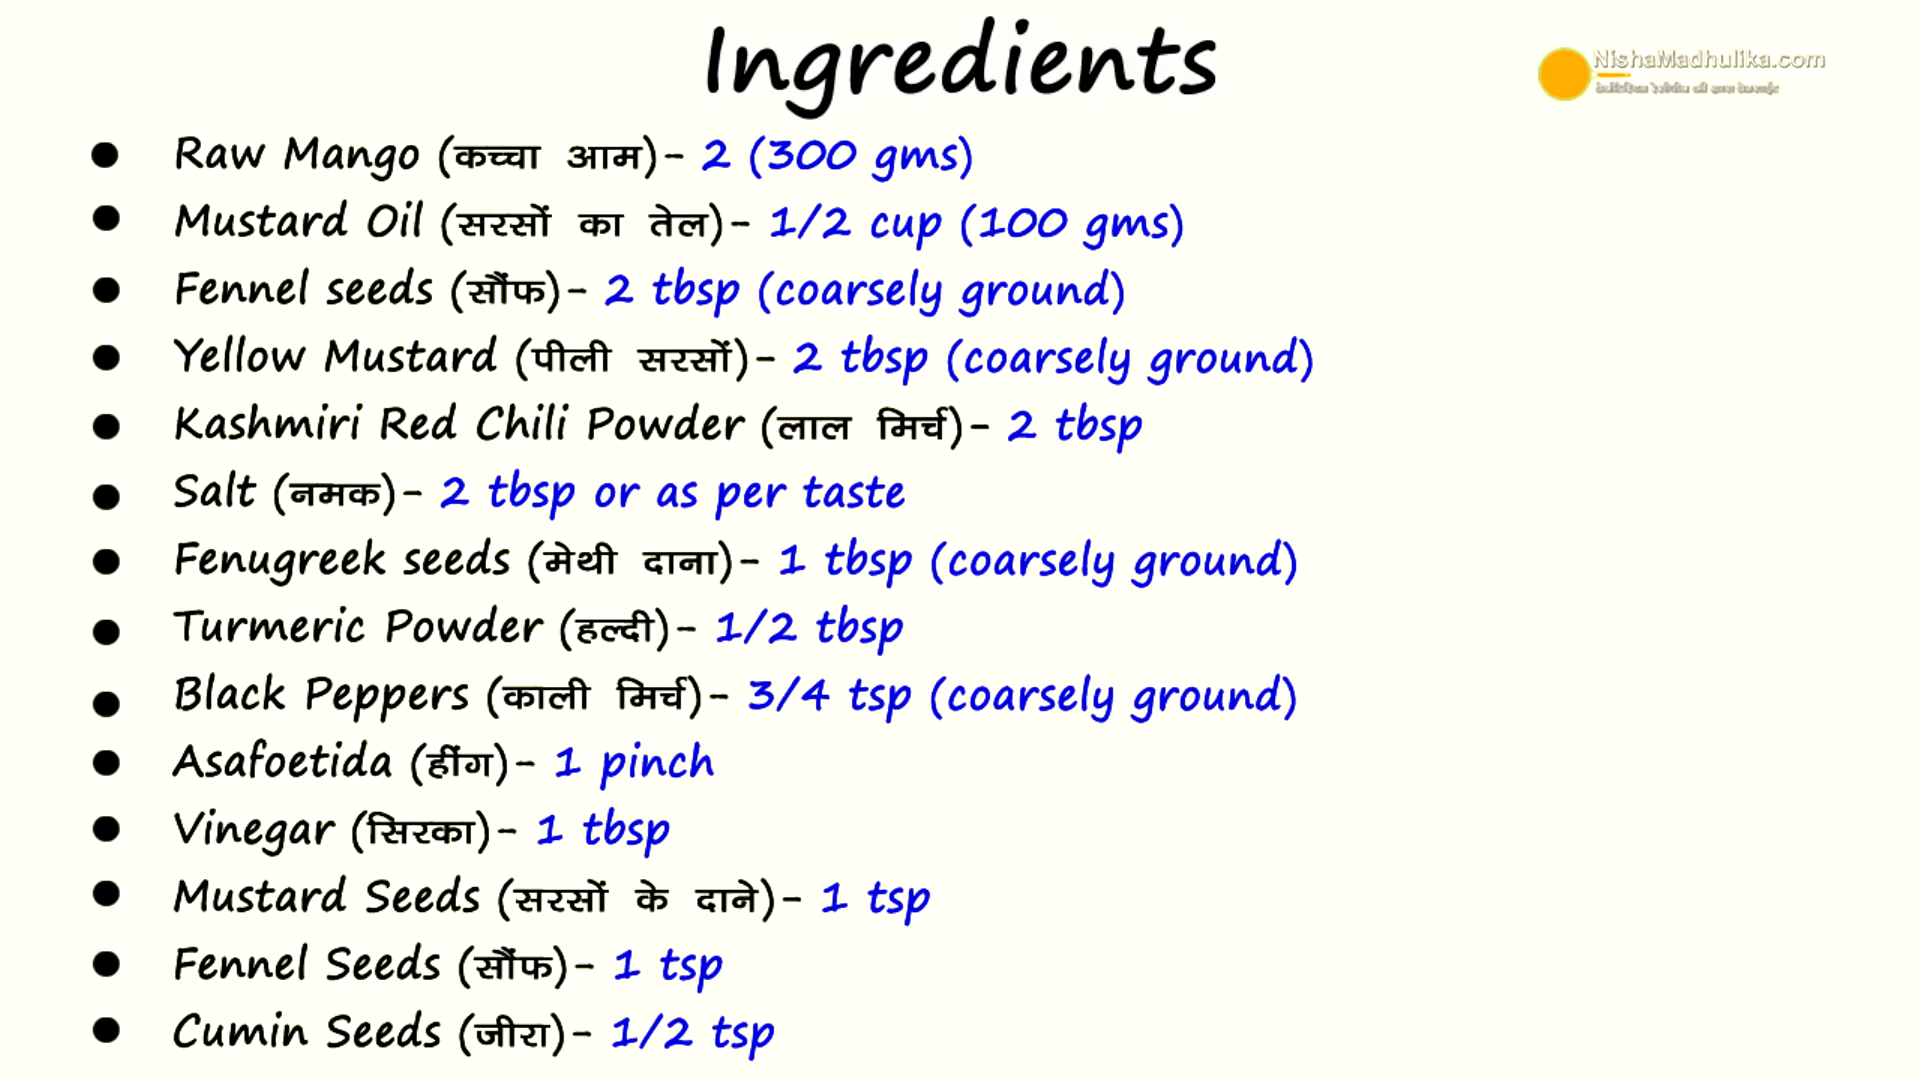 Ingredients
NishaMadhulika.com
● Raw Mango (कच्चा आम)- 2 (300 gms)
● Mustard Oil (सरसों का तेल)- 1/2 cup (100 gms)
● Fennel seeds (सौंफ)- 2 tbsp (coarsely ground)
● Yellow Mustard (पीली सरसों)- 2 tbsp (coarsely ground)
● Kashmiri Red Chili Powder (लाल मिर्च)- 2 tbsp
● Salt (नमक)- 2 tbsp or as per taste
● Fenugreek seeds (मेथी दाना)- 1 tbsp (coarsely ground)
● Turmeric Powder (हल्दी)- 1/2 tbsp
● Black Peppers (काली मिर्च)- 3/4 tsp (coarsely ground)
● Asafoetida (हींग)- 1 pinch
● Vinegar (सिरका)- 1 tbsp
● Mustard Seeds (सरसों के दाने)- 1 tsp
● Fennel Seeds (सौंफ)- 1 tsp
● Cumin Seeds (जीरा)- 1/2 tsp